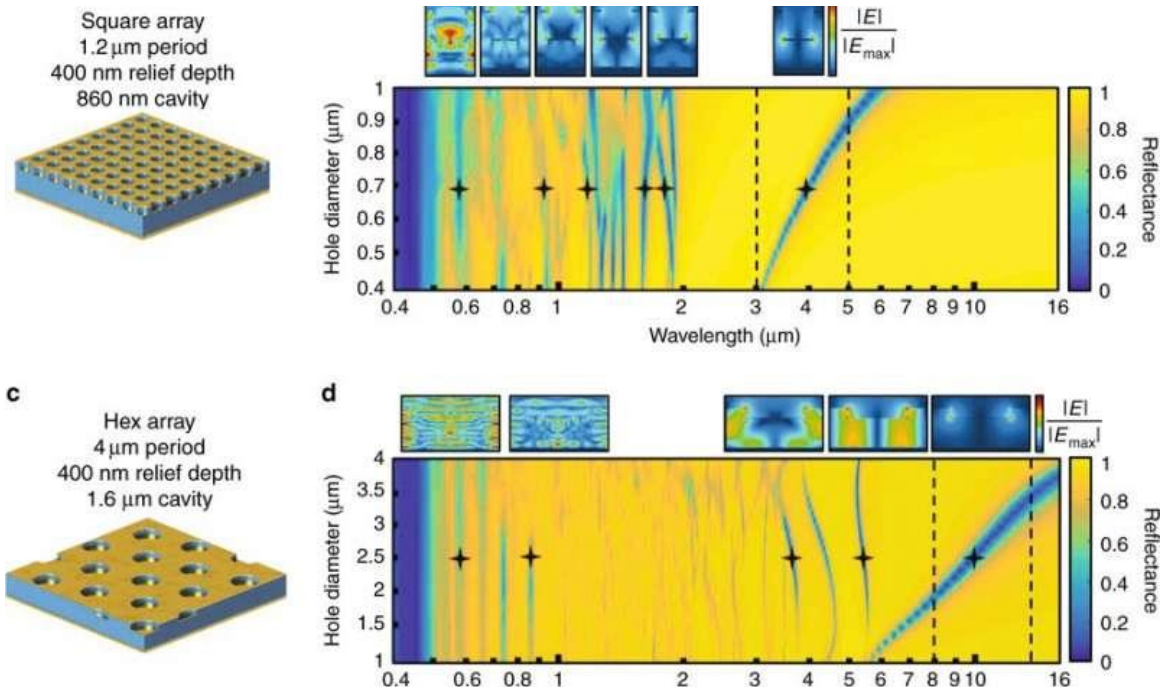 Square array
1.2 μm period
400 nm relief depth
860 nm cavity
|E|
|Emax|
Hole diameter (μm)
1
0.9
0.8
0.7
0.6
0.5
0.4
0.4 0.6 0.8 1 2 3 4 5 6 7 8 9 10 16
Wavelength (μm)
1
0.8
0.6
0.4
0.2
0
Reflectance
c
Hex array
4 μm period
400 nm relief depth
1.6 μm cavity
d
|E|
|Emax|
Hole diameter (μm)
4
3.5
3
2.5
2
1.5
1
0.4 0.6 0.8 1 2 3 4 5 6 7 8 9 10 16
1
0.8
0.6
0.4
0.2
0
Reflectance